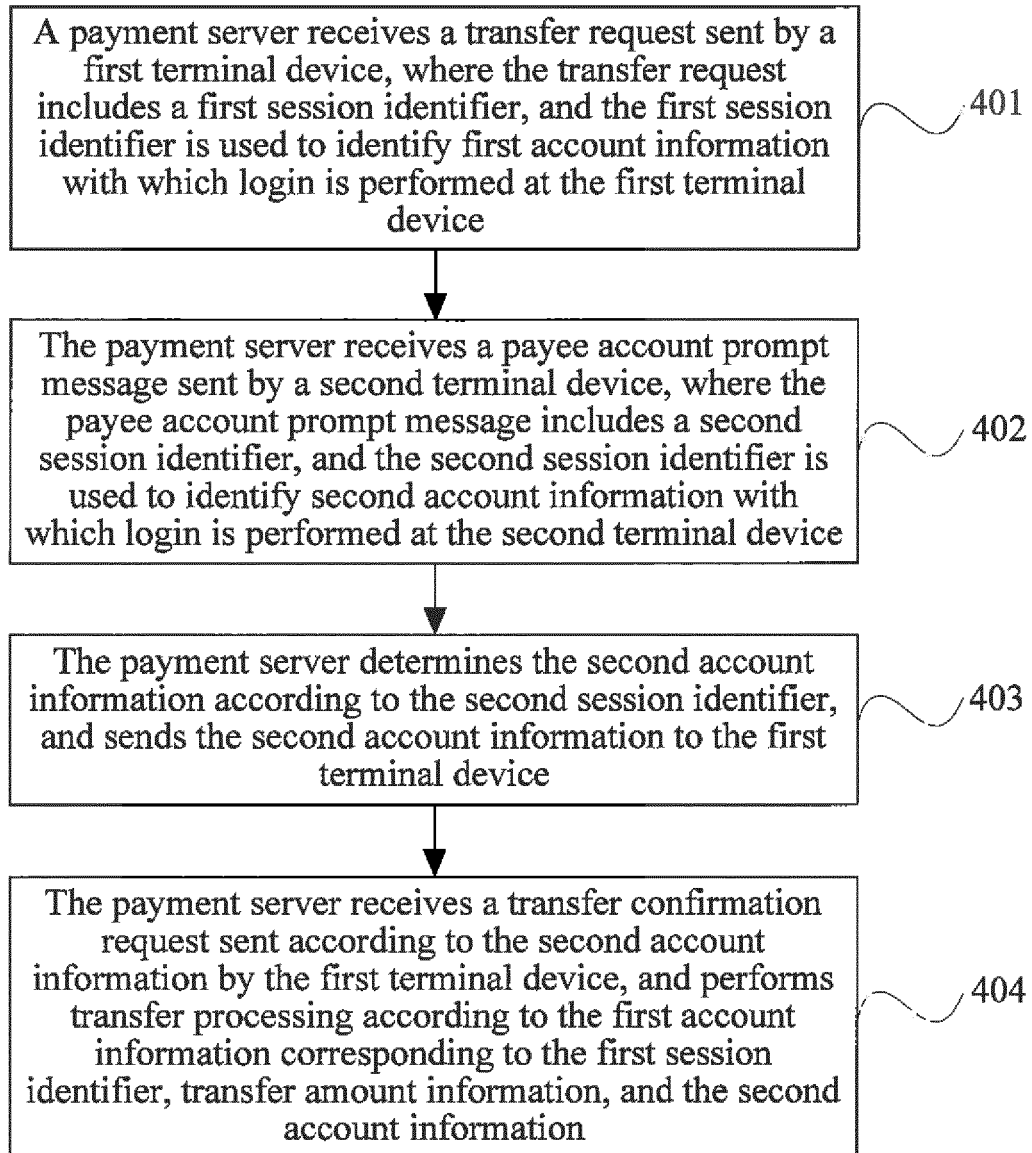 A payment server receives a transfer request sent by a
first terminal device, where the transfer request
includes a first session identifier, and the first session
identifier is used to identify first account information
with which login is performed at the first terminal
device
401
The payment server receives a payee account prompt
message sent by a second terminal device, where the
payee account prompt message includes a second
session identifier, and the second session identifier is
used to identify second account information with
which login is performed at the second terminal device
402
The payment server determines the second account
information according to the second session identifier,
and sends the second account information to the first
terminal device
403
The payment server receives a transfer confirmation
request sent according to the second account
information by the first terminal device, and performs
transfer processing according to the first account
information corresponding to the first session
identifier, transfer amount information, and the second
account information
404